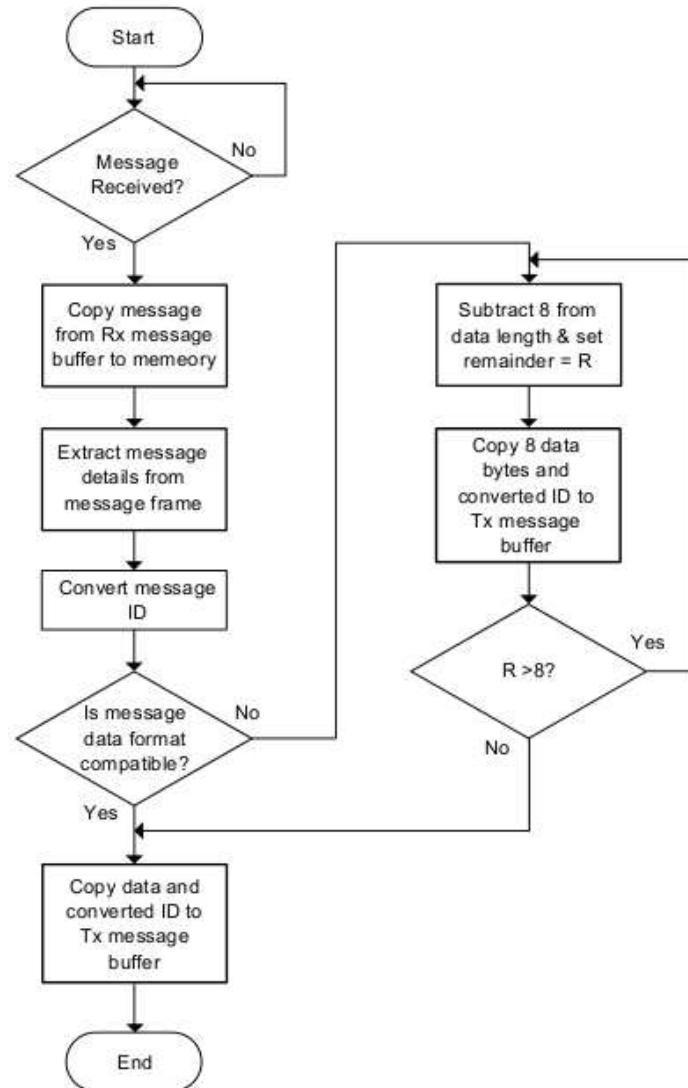 Start
No
Message
Received?
Yes
Copy message
from Rx message
buffer to memeory
Extract message
details from
message frame
Convert message
ID
Is message
data format
compatible?
No
Yes
Copy data and
converted ID to
Tx message
buffer
End
Subtract 8 from
data length & set
remainder = R
Copy 8 data
bytes and
converted ID to
Tx message
buffer
R >8?
Yes
No